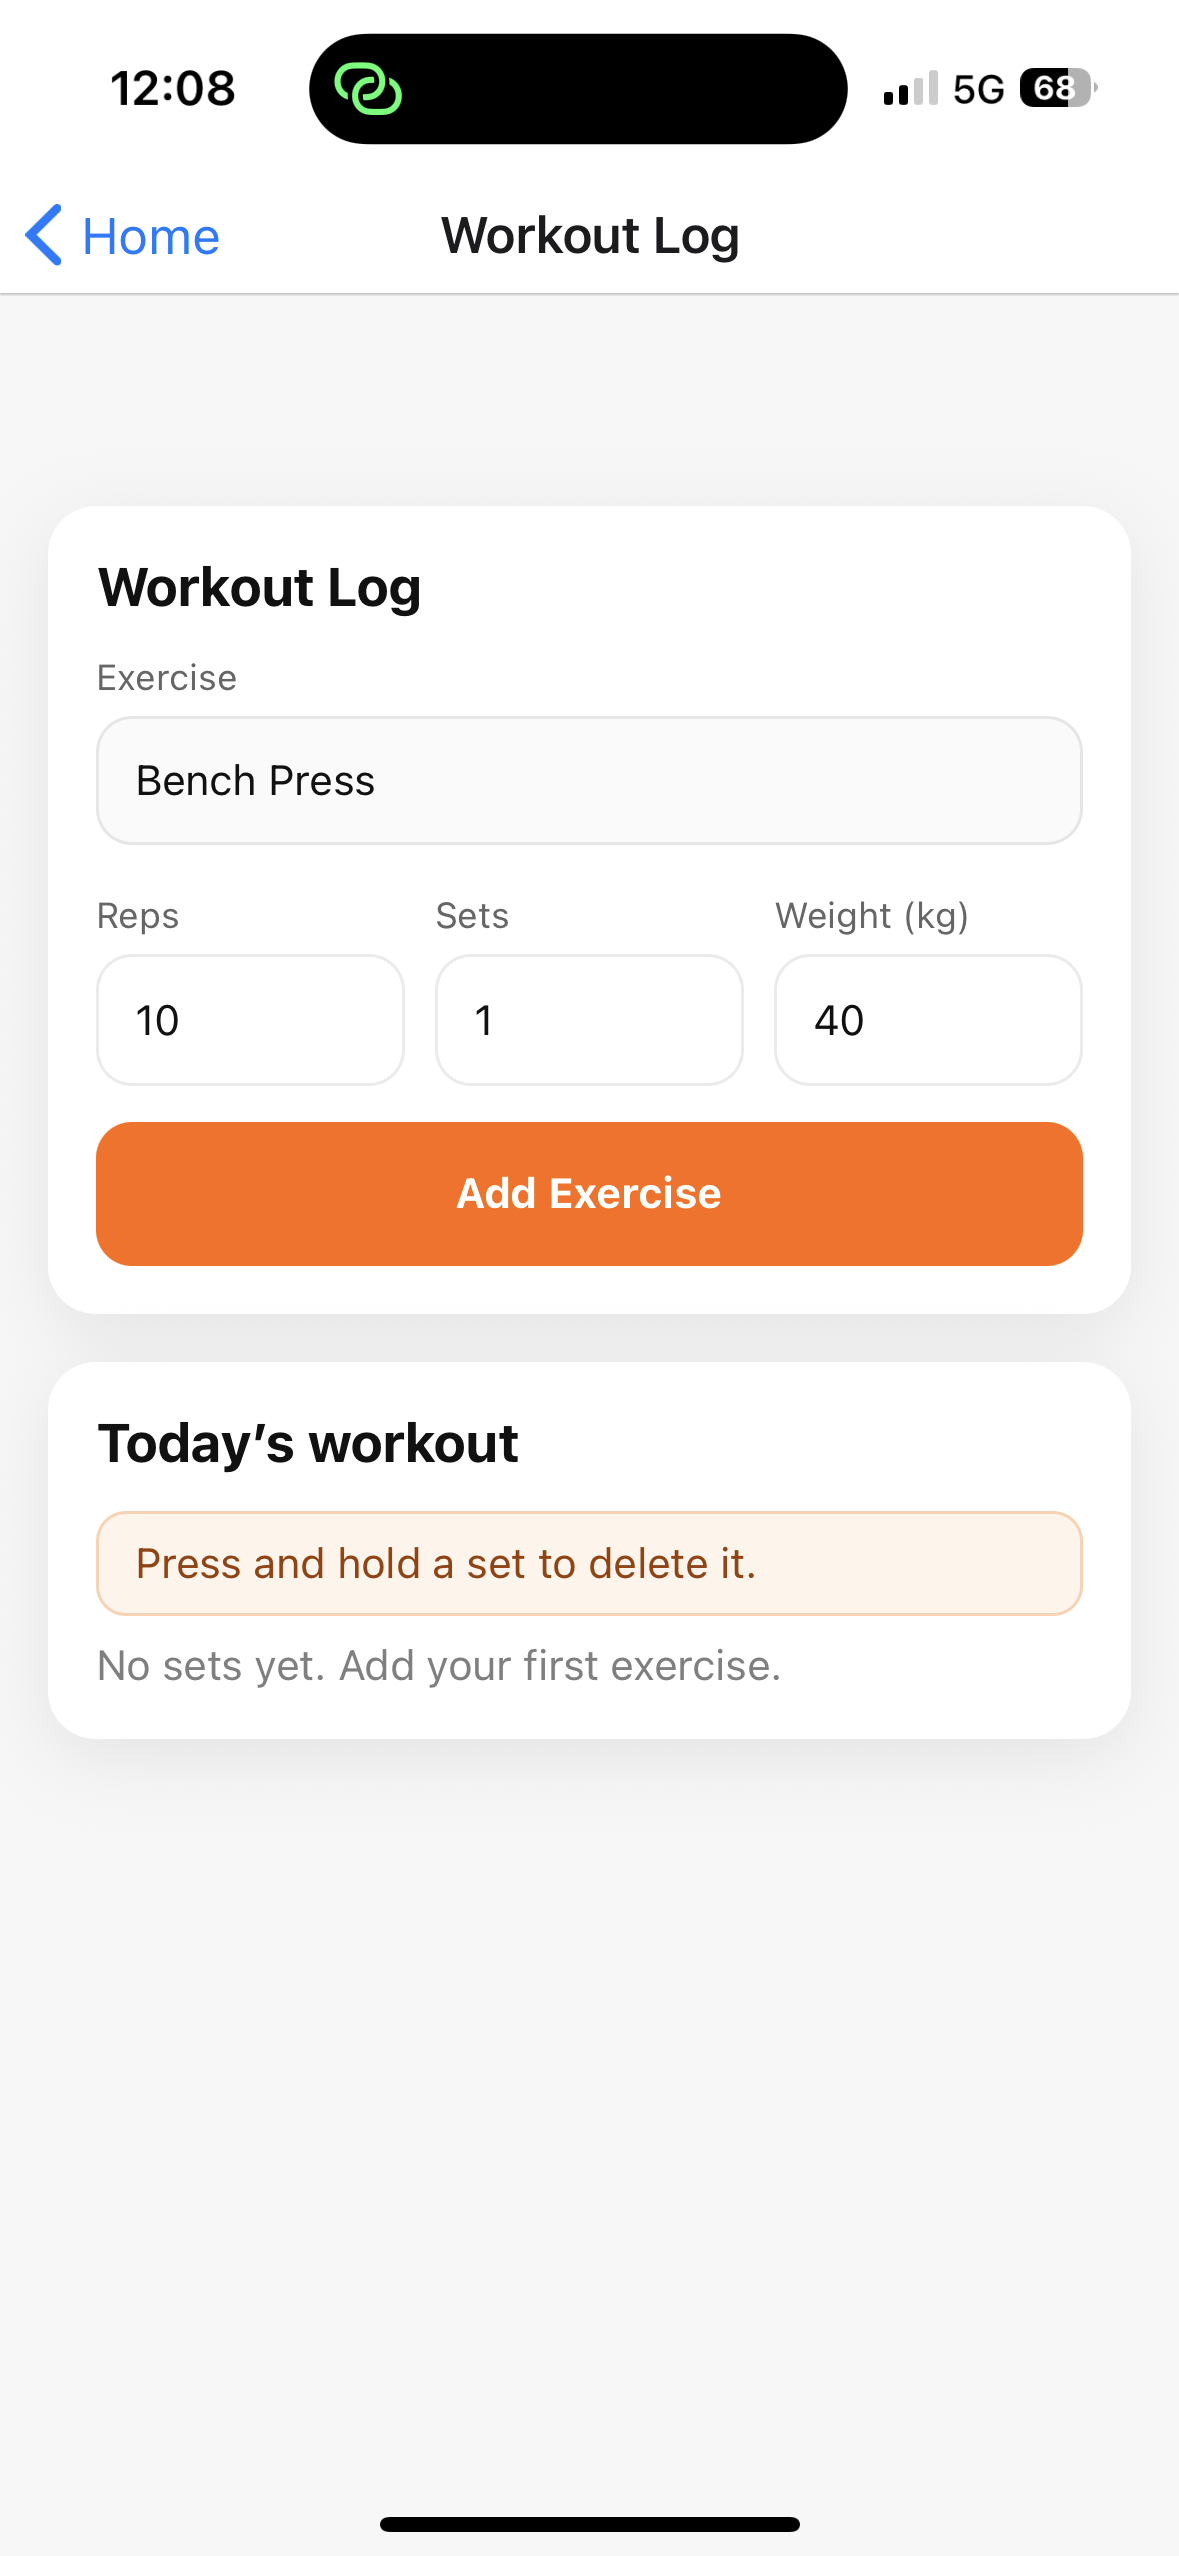 12:08
5G
68
Home
Workout Log
Workout Log
Exercise
Bench Press
Reps
Sets
Weight (kg)
10
1
40
Add Exercise
Today’s workout
Press and hold a set to delete it.
No sets yet. Add your first exercise.